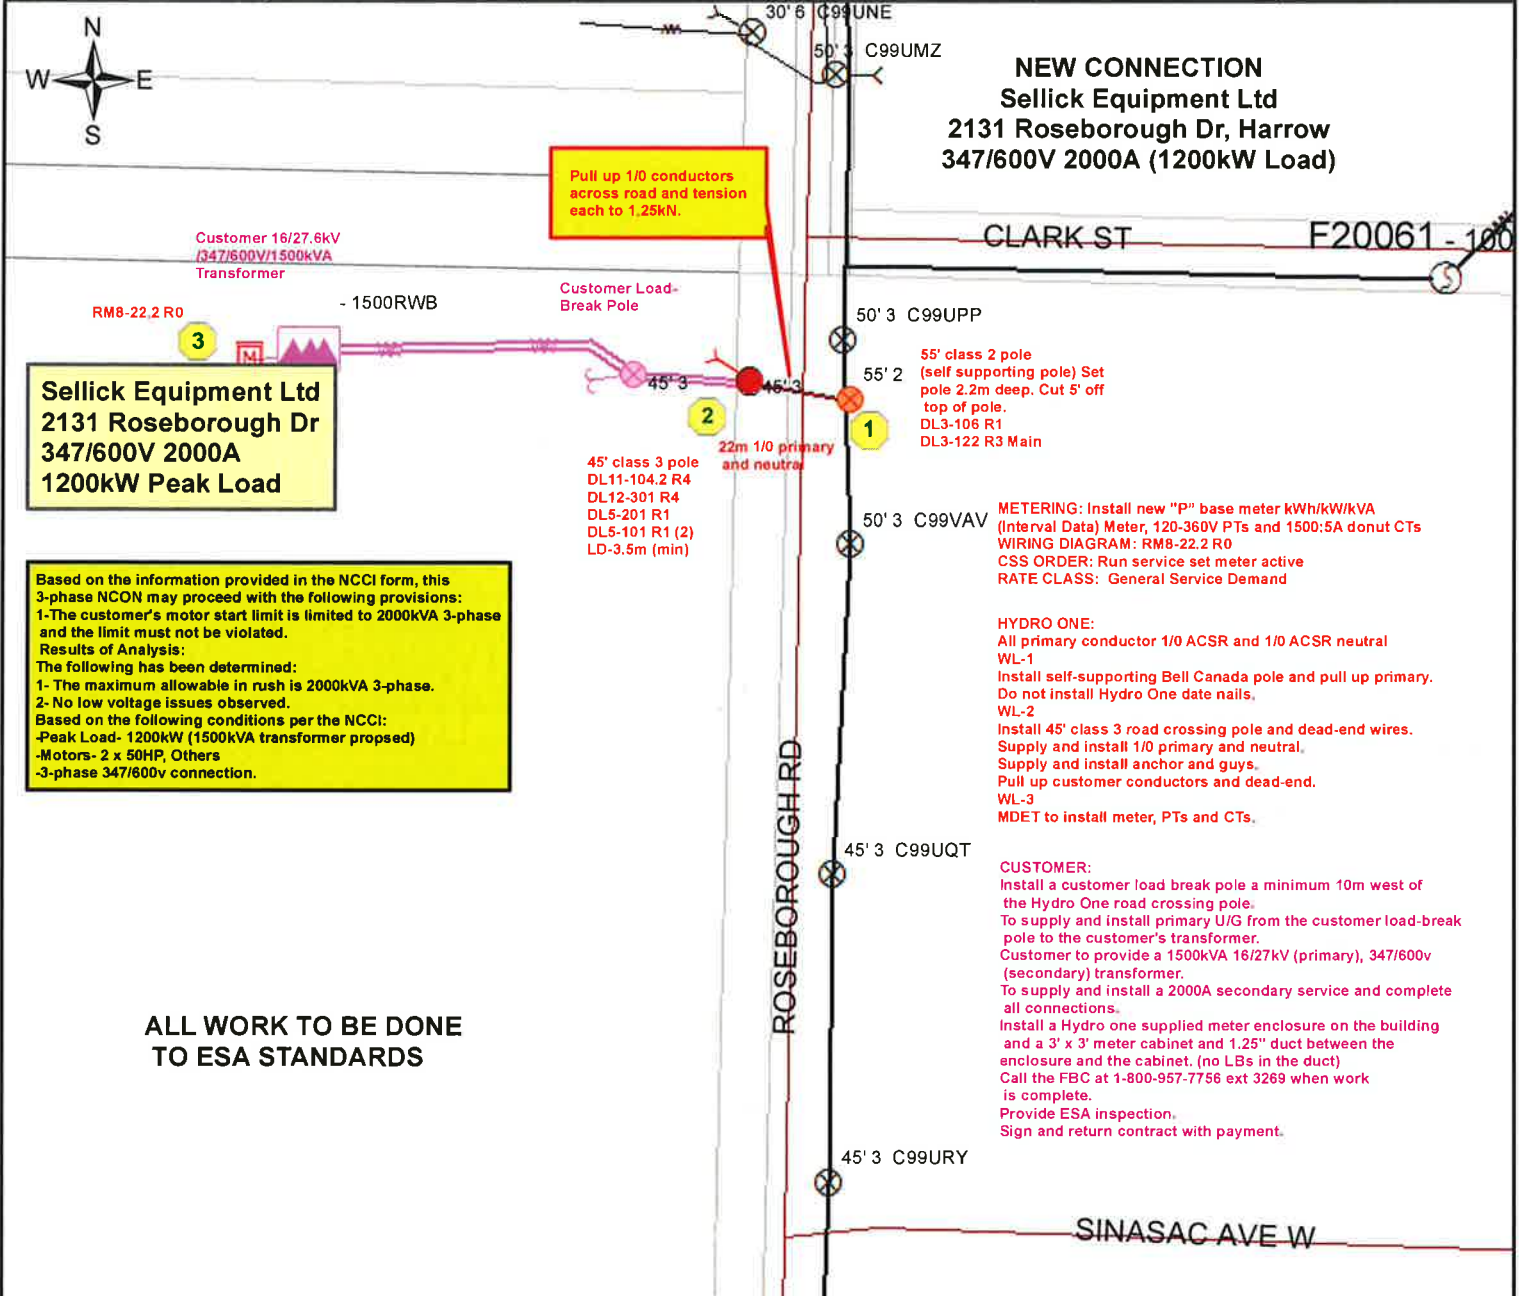 N
W E
S
30' 6 C99UNE
50' 3 C99UMZ
NEW CONNECTION
Sellick Equipment Ltd
2131 Roseborough Dr, Harrow
347/600V 2000A (1200kW Load)
Pull up 1/0 conductors
across road and tension
each to 1.25kN.
CLARK ST
F20061 - 100
Customer 16/27.6kV
/347/600V/1500kVA
Transformer
- 1500RWB
Customer Load-
Break Pole
RM8-22.2 R0
3
M
50' 3 C99UPP
55' 2
55' class 2 pole
(self supporting pole) Set
pole 2.2m deep. Cut 5' off
top of pole.
DL3-106 R1
DL3-122 R3 Main
45' 3
45' 3
2
1
22m 1/0 primary
and neutral
45' class 3 pole
DL11-104.2 R4
DL12-301 R4
DL5-201 R1
DL5-101 R1 (2)
LD-3.5m (min)
Sellick Equipment Ltd
2131 Roseborough Dr
347/600V 2000A
1200kW Peak Load
50' 3 C99VAV
METERING: Install new "P" base meter kWh/kW/kVA
(Interval Data) Meter, 120-360V PTs and 1500:5A donut CTs
WIRING DIAGRAM: RM8-22.2 R0
CSS ORDER: Run service set meter active
RATE CLASS: General Service Demand
Based on the information provided in the NCCI form, this
3-phase NCON may proceed with the following provisions:
1-The customer's motor start limit is limited to 2000kVA 3-phase
and the limit must not be violated.
Results of Analysis:
The following has been determined:
1- The maximum allowable in rush is 2000kVA 3-phase.
2- No low voltage issues observed.
Based on the following conditions per the NCCI:
-Peak Load- 1200kW (1500kVA transformer propsed)
-Motors- 2 x 50HP, Others
-3-phase 347/600v connection.
HYDRO ONE:
All primary conductor 1/0 ACSR and 1/0 ACSR neutral
WL-1
Install self-supporting Bell Canada pole and pull up primary.
Do not install Hydro One date nails.
WL-2
Install 45' class 3 road crossing pole and dead-end wires.
Supply and install 1/0 primary and neutral.
Supply and install anchor and guys.
Pull up customer conductors and dead-end.
WL-3
MDET to install meter, PTs and CTs.
ROSEBOROUGH RD
45' 3 C99UQT
CUSTOMER:
Install a customer load break pole a minimum 10m west of
the Hydro One road crossing pole.
To supply and install primary U/G from the customer load-break
pole to the customer's transformer.
Customer to provide a 1500kVA 16/27kV (primary), 347/600v
(secondary) transformer.
To supply and install a 2000A secondary service and complete
all connections.
Install a Hydro one supplied meter enclosure on the building
and a 3' x 3' meter cabinet and 1.25" duct between the
enclosure and the cabinet. (no LBs in the duct)
Call the FBC at 1-800-957-7756 ext 3269 when work
is complete.
Provide ESA inspection.
Sign and return contract with payment.
ALL WORK TO BE DONE
TO ESA STANDARDS
45' 3 C99URY
SINASAC AVE W